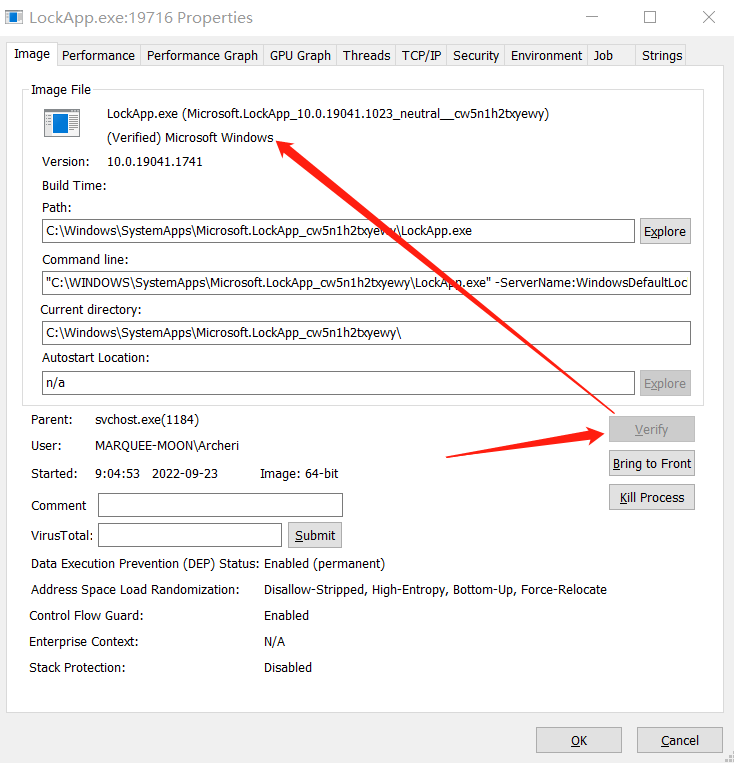 LockApp.exe:19716 Properties
Image Performance Performance Graph GPU Graph Threads TCP/IP Security Environment Job Strings
Image File
LockApp.exe (Microsoft.LockApp_10.0.19041.1023_neutral__cw5n1h2txyewy)
(Verified) Microsoft Windows
Version: 10.0.19041.1741
Build Time:
Path:
C:\Windows\SystemApps\Microsoft.LockApp_cw5n1h2txyewy\LockApp.exe Explore
Command line:
"C:\WINDOWS\SystemApps\Microsoft.LockApp_cw5n1h2txyewy\LockApp.exe" -ServerName:WindowsDefaultLoc
Current directory:
C:\Windows\SystemApps\Microsoft.LockApp_cw5n1h2txyewy\
Autostart Location:
n/a Explore
Parent: svchost.exe(1184) Verify
User: MARQUEE-MOON\Archeri
Bring to Front
Started: 9:04:53 2022-09-23 Image: 64-bit
Kill Process
Comment
VirusTotal: Submit
Data Execution Prevention (DEP) Status: Enabled (permanent)
Address Space Load Randomization: Disallow-Stripped, High-Entropy, Bottom-Up, Force-Relocate
Control Flow Guard: Enabled
Enterprise Context: N/A
Stack Protection: Disabled
OK Cancel